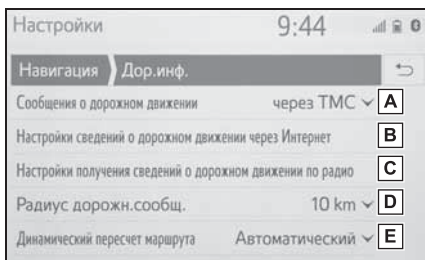 Настройки 9:44
Навигация Дор.инф.
Сообщения о дорожном движении через TMC A
Настройки сведений о дорожном движении через Интернет B
Настройки получения сведений о дорожном движении по радио C
Радиус дорожн.сообщ. 10 km D
Динамический пересчет маршрута Автоматический E